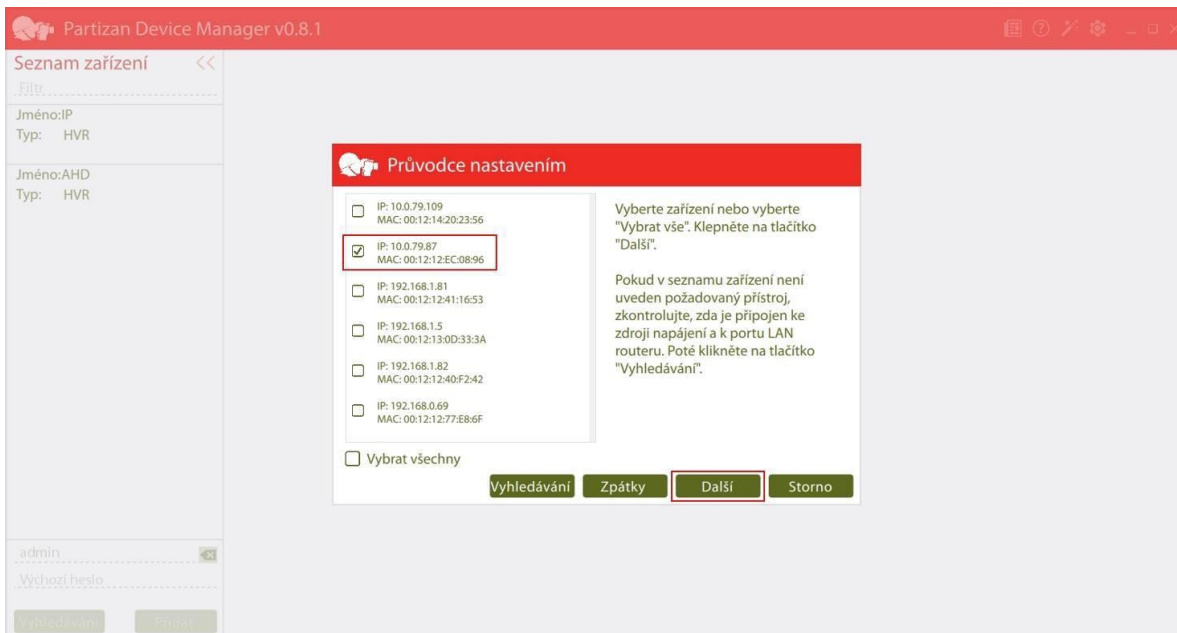 Partizan Device Manager v0.8.1
Seznam zařízení <<
Filtr
Jméno:IP
Typ: HVR
Jméno:AHD
Typ: HVR
Průvodce nastavením
IP: 10.0.79.109
MAC: 00:12:14:20:23:56
IP: 10.0.79.87
MAC: 00:12:12:EC:08:96
IP: 192.168.1.81
MAC: 00:12:12:41:16:53
IP: 192.168.1.5
MAC: 00:12:13:0D:33:3A
IP: 192.168.1.82
MAC: 00:12:12:40:F2:42
IP: 192.168.0.69
MAC: 00:12:12:77:E8:6F
Vyberte zařízení nebo vyberte
"Vybrat vše". Klepněte na tlačítko
"Další".
Pokud v seznamu zařízení není
uveden požadovaný přístroj,
zkontrolujte, zda je připojen ke
zdroji napájení a k portu LAN
routeru. Poté klikněte na tlačítko
"Vyhledávání".
Vybrat všechny
Vyhledávání Zpátky Další Storno
admin
Výchozí heslo
Vyhledávání Přidat